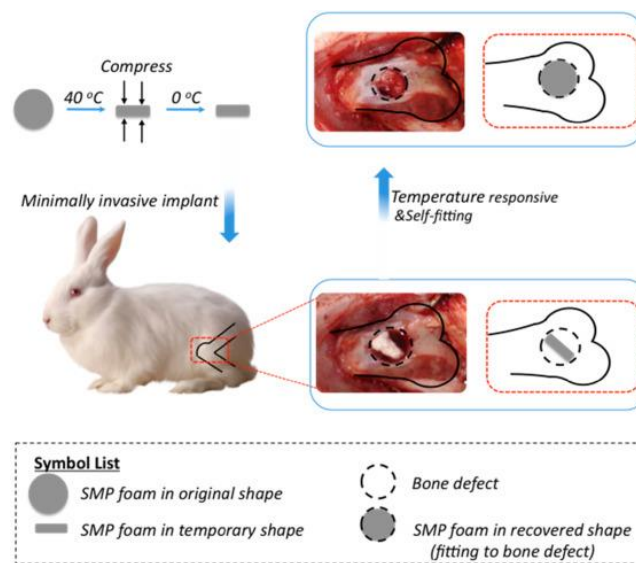 Compress
40 °C
0 °C
Minimally invasive implant
Temperature responsive
&Self-fitting
Symbol List
SMP foam in original shape
SMP foam in temporary shape
Bone defect
SMP foam in recovered shape
(fitting to bone defect)